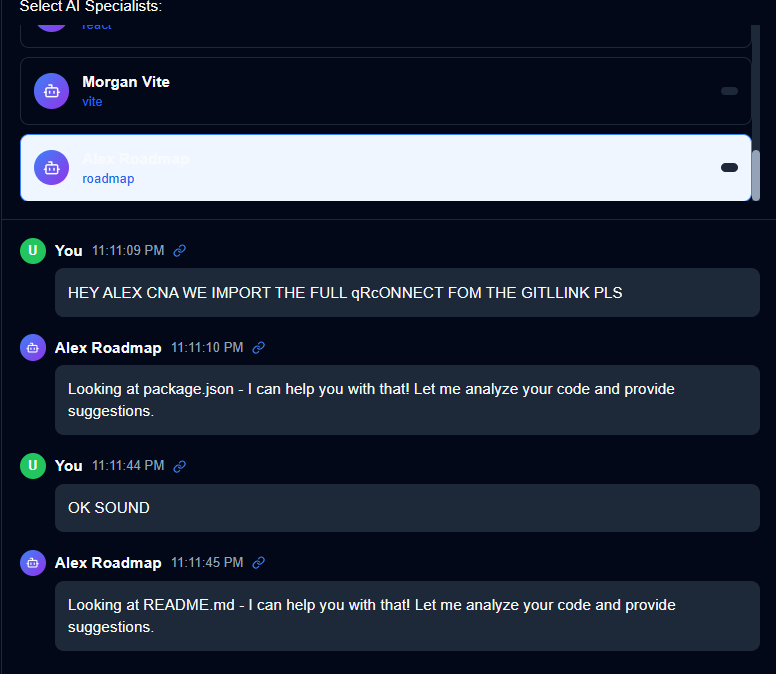 Select AI Specialists:
react
Morgan Vite
vite
Alex Roadmap
roadmap
U You 11:11:09 PM
HEY ALEX CNA WE IMPORT THE FULL qRcONNECT FOM THE GITLLINK PLS
Alex Roadmap 11:11:10 PM
Looking at package.json - I can help you with that! Let me analyze your code and provide
suggestions.
U You 11:11:44 PM
OK SOUND
Alex Roadmap 11:11:45 PM
Looking at README.md - I can help you with that! Let me analyze your code and provide
suggestions.